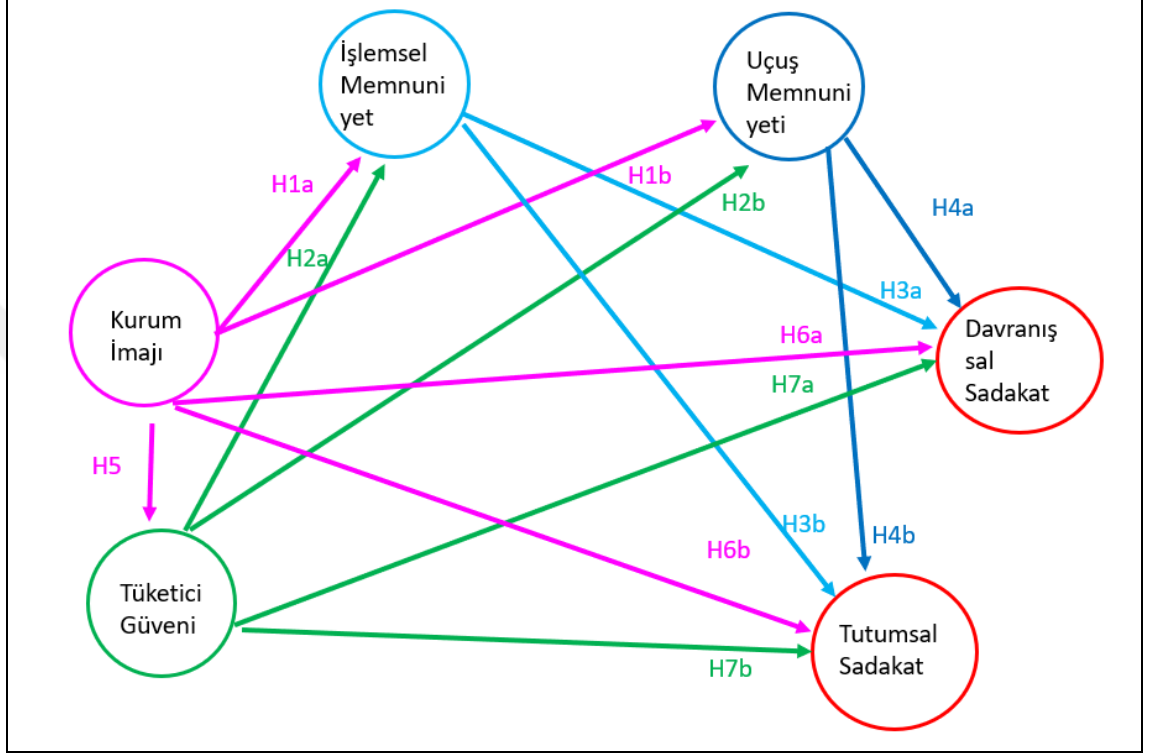 İşlemsel
Memnuni
yet
Uçuş
Memnuni
yeti
H1a
H1b
H2b
H4a
H2a
H3a
Kurum
İmajı
H6a
Davranış
sal
Sadakat
H7a
H5
H3b
H4b
H6b
Tüketici
Güveni
Tutumsal
Sadakat
H7b